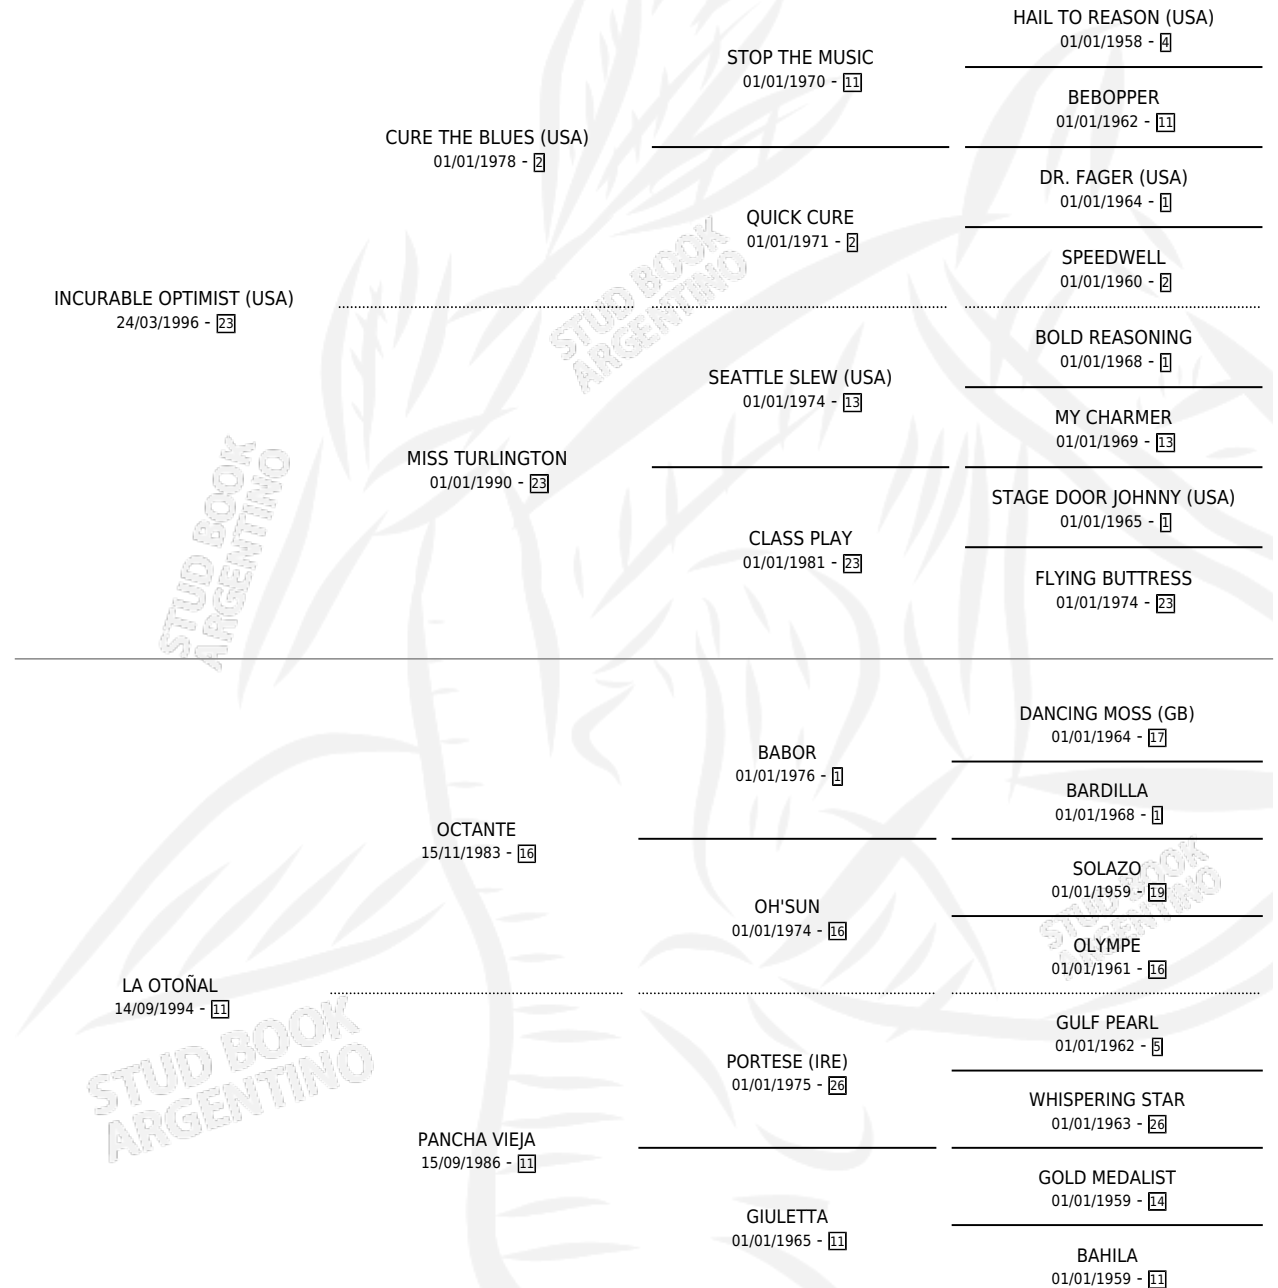 HAIL TO REASON (USA)
01/01/1958 - 4
STOP THE MUSIC
01/01/1970 - 11
BEBOPPER
01/01/1962 - 11
CURE THE BLUES (USA)
01/01/1978 - 2
DR. FAGER (USA)
01/01/1964 - 1
QUICK CURE
01/01/1971 - 2
SPEEDWELL
01/01/1960 - 2
INCURABLE OPTIMIST (USA)
24/03/1996 - 23
BOLD REASONING
01/01/1968 - 1
SEATTLE SLEW (USA)
01/01/1974 - 13
MY CHARMER
01/01/1969 - 13
MISS TURLINGTON
01/01/1990 - 23
STAGE DOOR JOHNNY (USA)
01/01/1965 - 1
CLASS PLAY
01/01/1981 - 23
FLYING BUTTRESS
01/01/1974 - 23
DANCING MOSS (GB)
01/01/1964 - 17
BABOR
01/01/1976 - 1
BARDILLA
01/01/1968 - 1
OCTANTE
15/11/1983 - 16
SOLAZO
01/01/1959 - 19
OH'SUN
01/01/1974 - 16
OLYMPE
01/01/1961 - 16
LA OTOÑAL
14/09/1994 - 11
GULF PEARL
01/01/1962 - 5
PORTESE (IRE)
01/01/1975 - 26
WHISPERING STAR
01/01/1963 - 26
PANCHA VIEJA
15/09/1986 - 11
GOLD MEDALIST
01/01/1959 - 14
GIULETTA
01/01/1965 - 11
BAHILA
01/01/1959 - 11
STUD BOOK
ARGENTINO
STUD BOOK
ARGENTINO
STUD BOOK
ARGENTINO
STUD BOOK
ARGENTINO